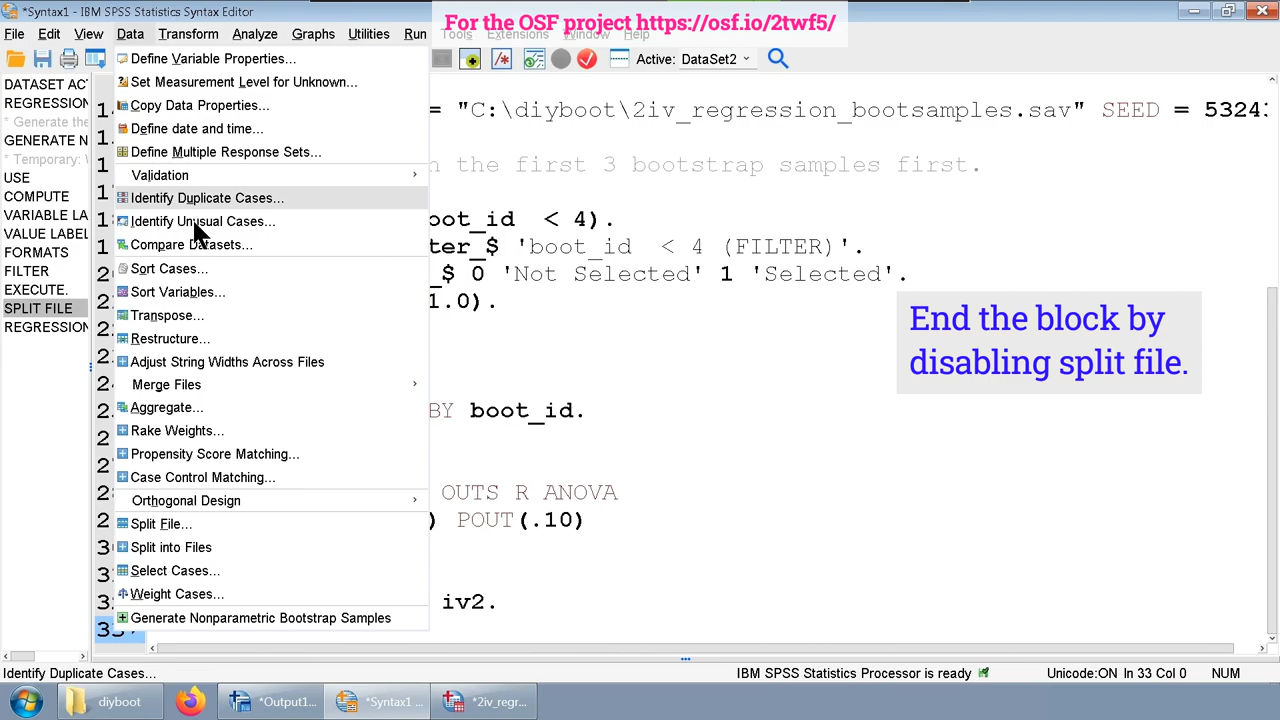 *Syntax1 - IBM SPSS Statistics Syntax Editor
For the OSF project https://osf.io/2twf5/
File Edit View Data Transform Analyze Graphs Utilities Run Tools Extensions Window Help
Active: DataSet2
DATASET ACT
REGRESSION
* Generate the
GENERATE N
* Temporary: W
USE
COMPUTE
VARIABLE LA
VALUE LABEL
FORMATS
FILTER
EXECUTE.
SPLIT FILE
REGRESSION
Define Variable Properties...
Set Measurement Level for Unknown...
Copy Data Properties...
Define date and time...
Define Multiple Response Sets...
Validation
Identify Duplicate Cases...
Identify Unusual Cases...
Compare Datasets...
Sort Cases...
Sort Variables...
Transpose...
Restructure...
Adjust String Widths Across Files
Merge Files
Aggregate...
Rake Weights...
Propensity Score Matching...
Case Control Matching...
Orthogonal Design
Split File...
Split into Files
Select Cases...
Weight Cases...
Generate Nonparametric Bootstrap Samples
= "C:\diyboot\2iv_regression_bootsamples.sav" SEED = 53243
n the first 3 bootstrap samples first.
oot_id < 4).
ter_$ 'boot_id < 4 (FILTER)'.
_$ 0 'Not Selected' 1 'Selected'.
1.0).
BY boot_id.
OUTS R ANOVA
) POUT(.10)
iv2.
33
End the block by
disabling split file.
Identify Duplicate Cases...
IBM SPSS Statistics Processor is ready
Unicode:ON In 33 Col 0 NUM
diyboot
*Output1...
*Syntax1 ...
*2iv_regr...